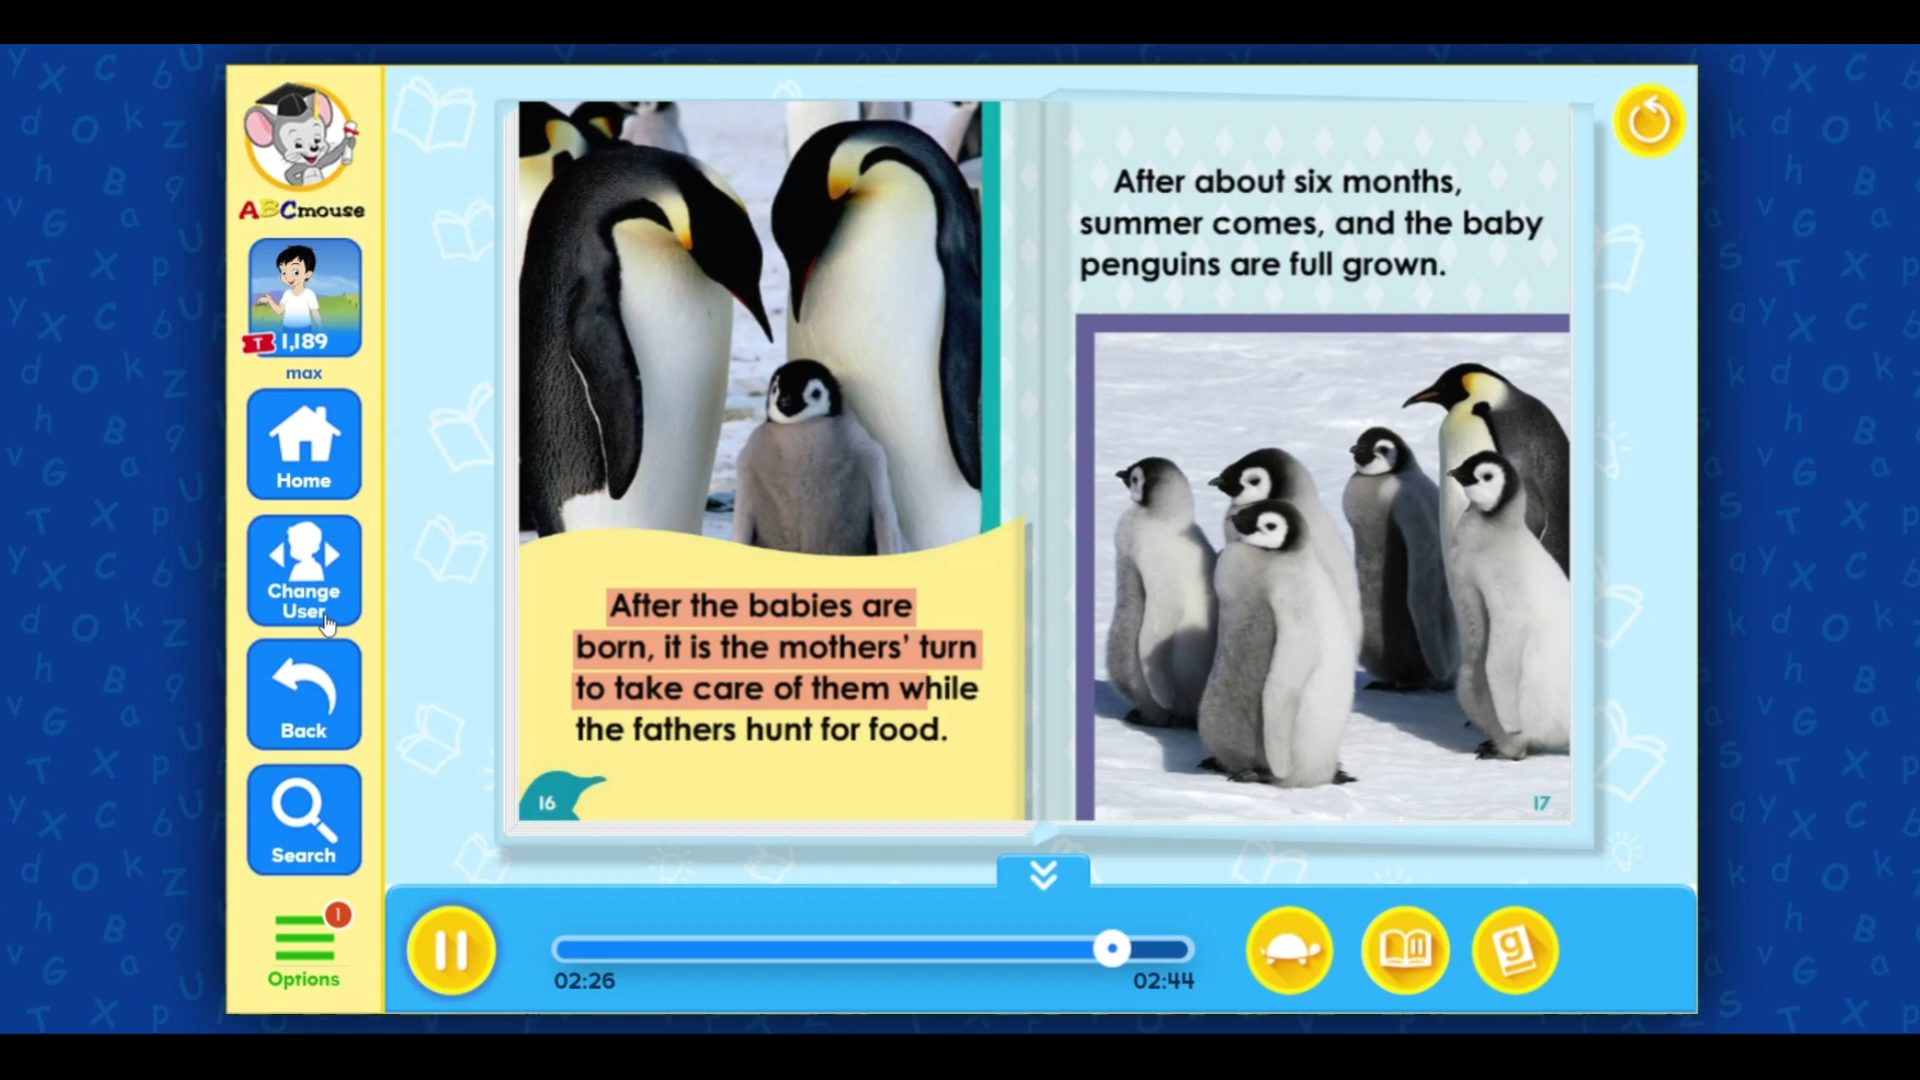 ABCmouse
T 1,189
max
Home
Change
User
Back
Search
1
Options
After the babies are
born, it is the mothers' turn
to take care of them while
the fathers hunt for food.
16
After about six months,
summer comes, and the baby
penguins are full grown.
17
02:26
02:44
g